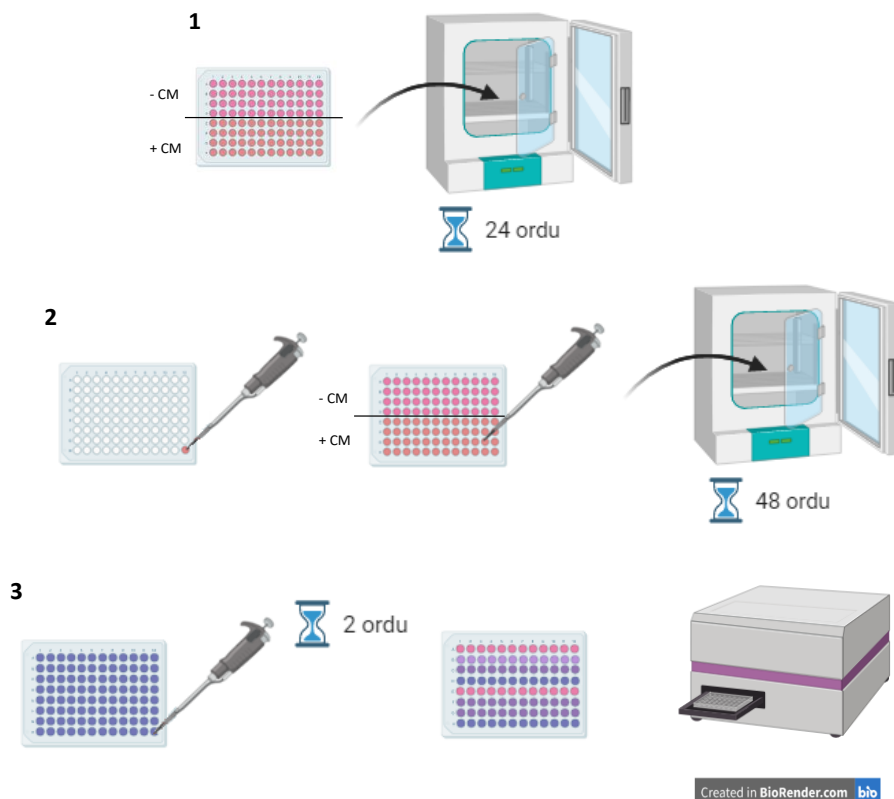 1
- CM
+ CM
24 ordu
2
- CM
+ CM
48 ordu
3
2 ordu
Created in BioRender.com bio